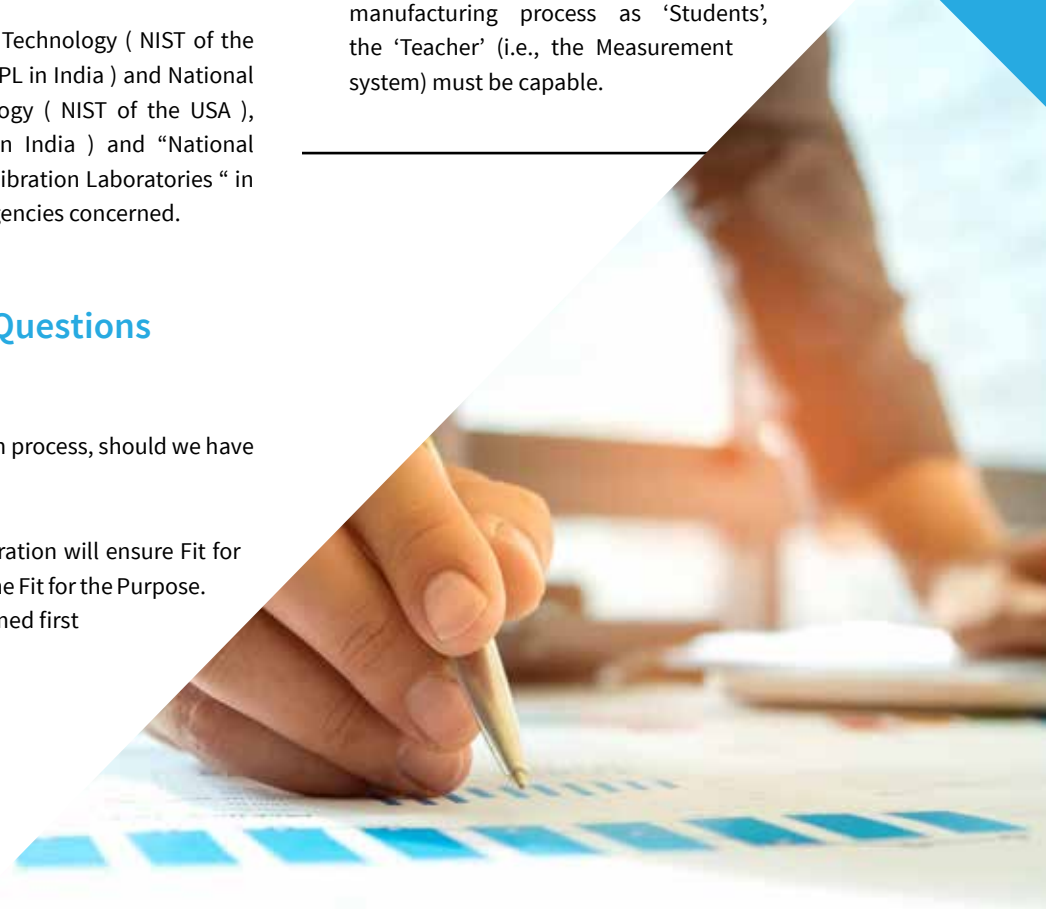 Technology ( NIST of the
PL in India ) and National
ogy ( NIST of the USA ),
n India ) and “National
ibration Laboratories “ in
gencies concerned.
Questions
n process, should we have
ration will ensure Fit for
e Fit for the Purpose.
ned first
manufacturing process as ‘Students’,
the ‘Teacher’ (i.e., the Measurement
system) must be capable.